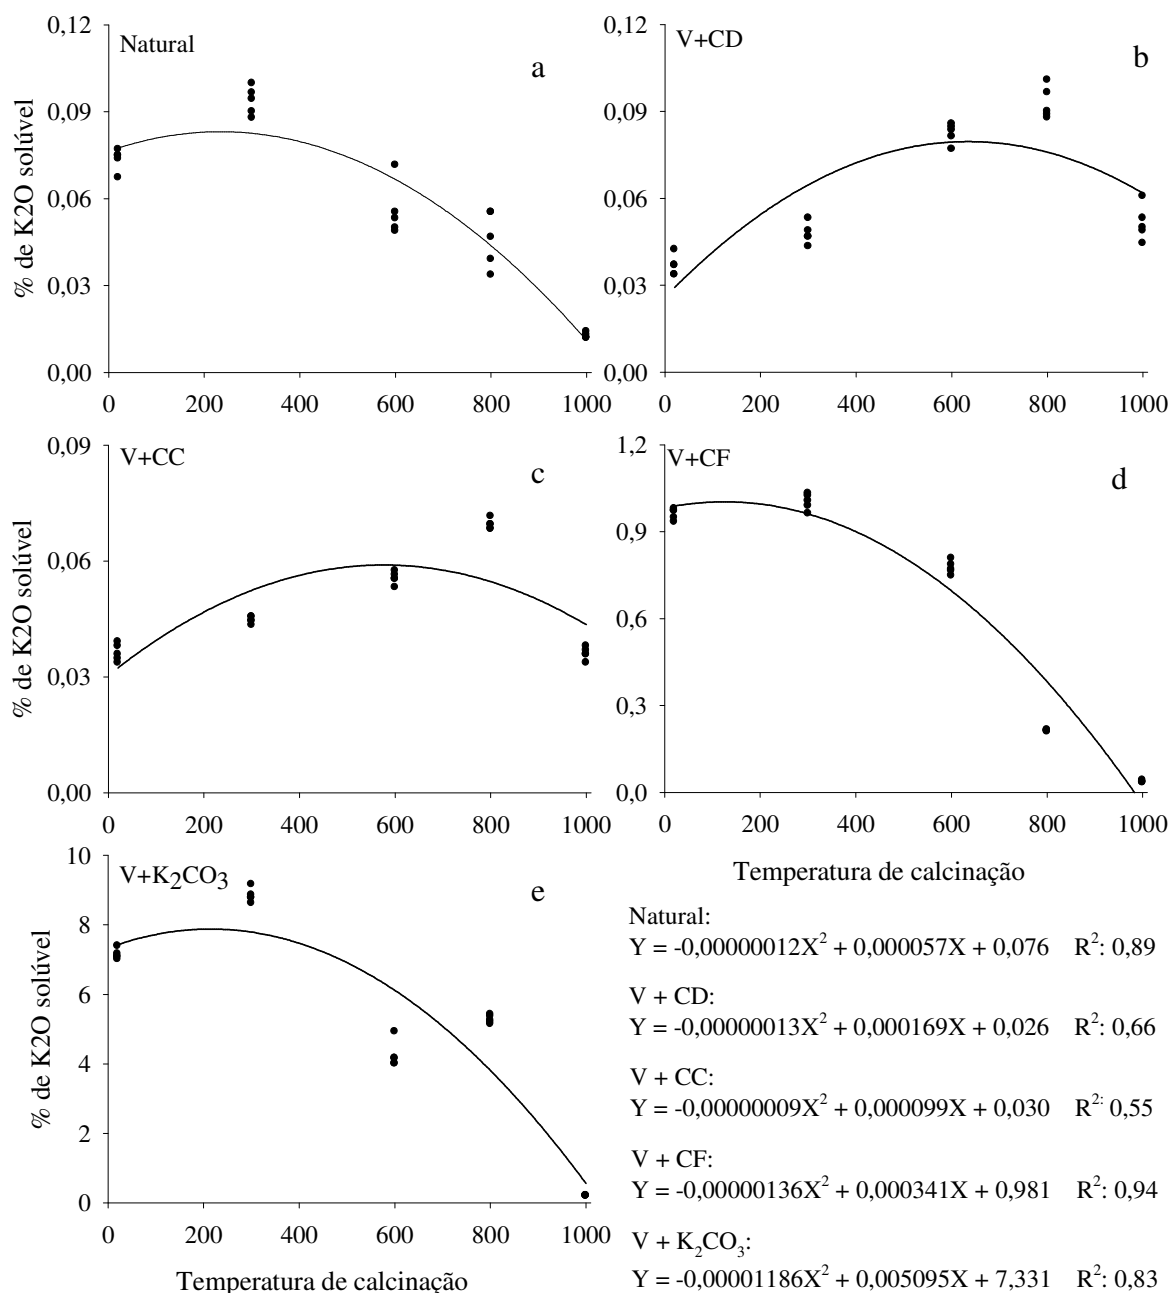 Natural
a
% de K2O solúvel
0,12
0,09
0,06
0,03
0,00
0 200 400 600 800 1000
V+CD
b
0,12
0,09
0,06
0,03
0,00
0 200 400 600 800 1000
V+CC
c
% de K2O solúvel
0,09
0,06
0,03
0,00
0 200 400 600 800 1000
V+CF
d
1,2
0,9
0,6
0,3
0,0
0 200 400 600 800 1000
Temperatura de calcinação
V+K₂CO₃
e
% de K2O solúvel
10
8
6
4
2
0
0 200 400 600 800 1000
Temperatura de calcinação
Natural:
Y = -0,00000012X² + 0,000057X + 0,076 R²: 0,89
V + CD:
Y = -0,00000013X² + 0,000169X + 0,026 R²: 0,66
V + CC:
Y = -0,00000009X² + 0,000099X + 0,030 R²: 0,55
V + CF:
Y = -0,00000136X² + 0,000341X + 0,981 R²: 0,94
V + K₂CO₃:
Y = -0,00001186X² + 0,005095X + 7,331 R²: 0,83